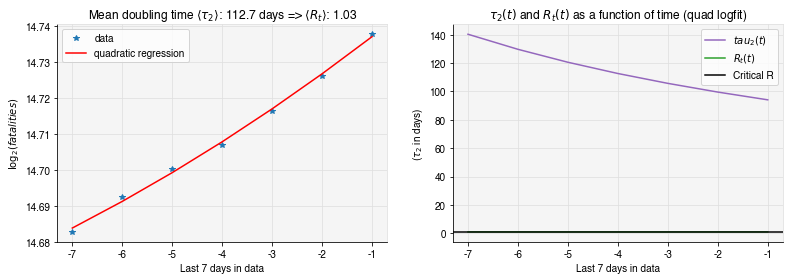 Mean doubling time ⟨τ₂⟩: 112.7 days => ⟨Rₜ⟩: 1.03
data
quadratic regression
14.74
14.73
14.72
14.71
14.70
14.69
14.68
log₂(fatalities)
-7 -6 -5 -4 -3 -2 -1
Last 7 days in data
τ₂(t) and Rₜ(t) as a function of time (quad logfit)
tau₂(t)
Rₜ(t)
Critical R
140
120
100
80
60
40
20
0
(τ₂ in days)
-7 -6 -5 -4 -3 -2 -1
Last 7 days in data